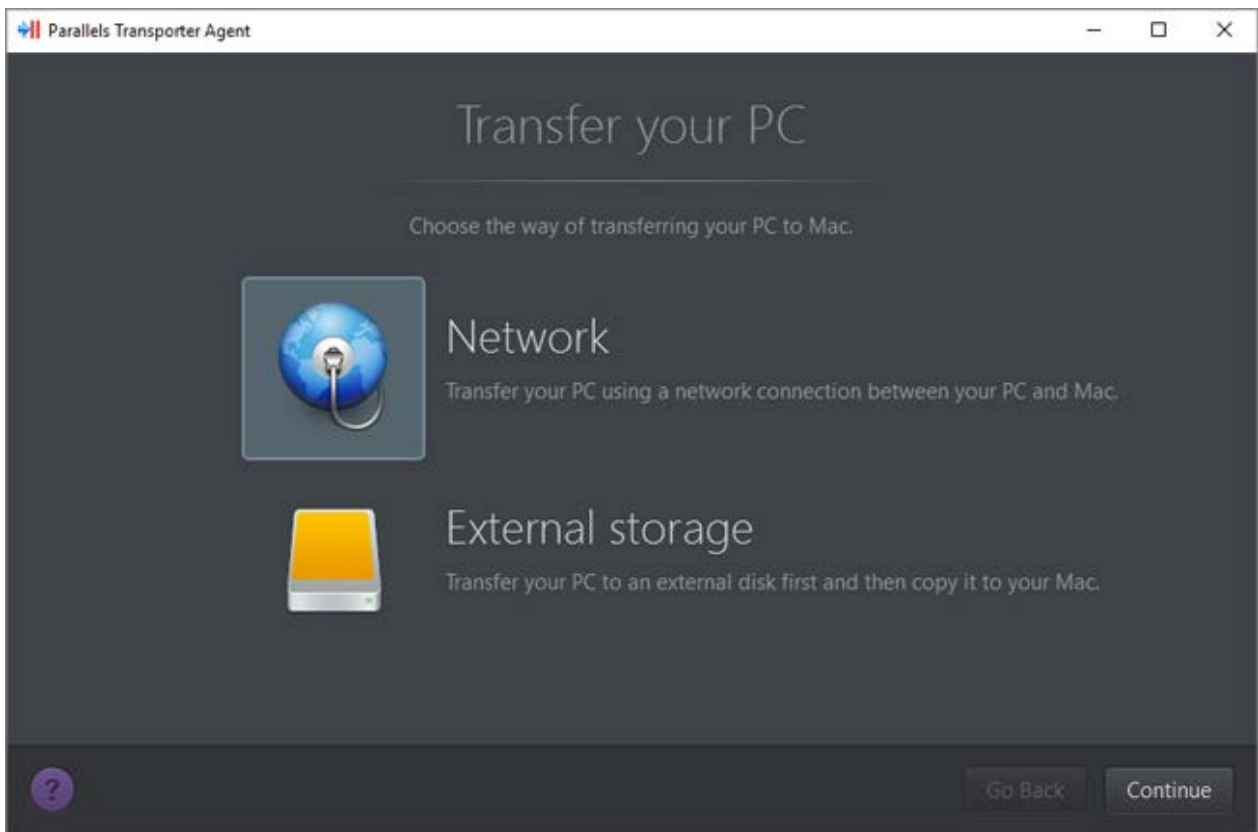 Parallels Transporter Agent
Transfer your PC
Choose the way of transferring your PC to Mac.
Network
Transfer your PC using a network connection between your PC and Mac.
External storage
Transfer your PC to an external disk first and then copy it to your Mac.
?
Go Back
Continue